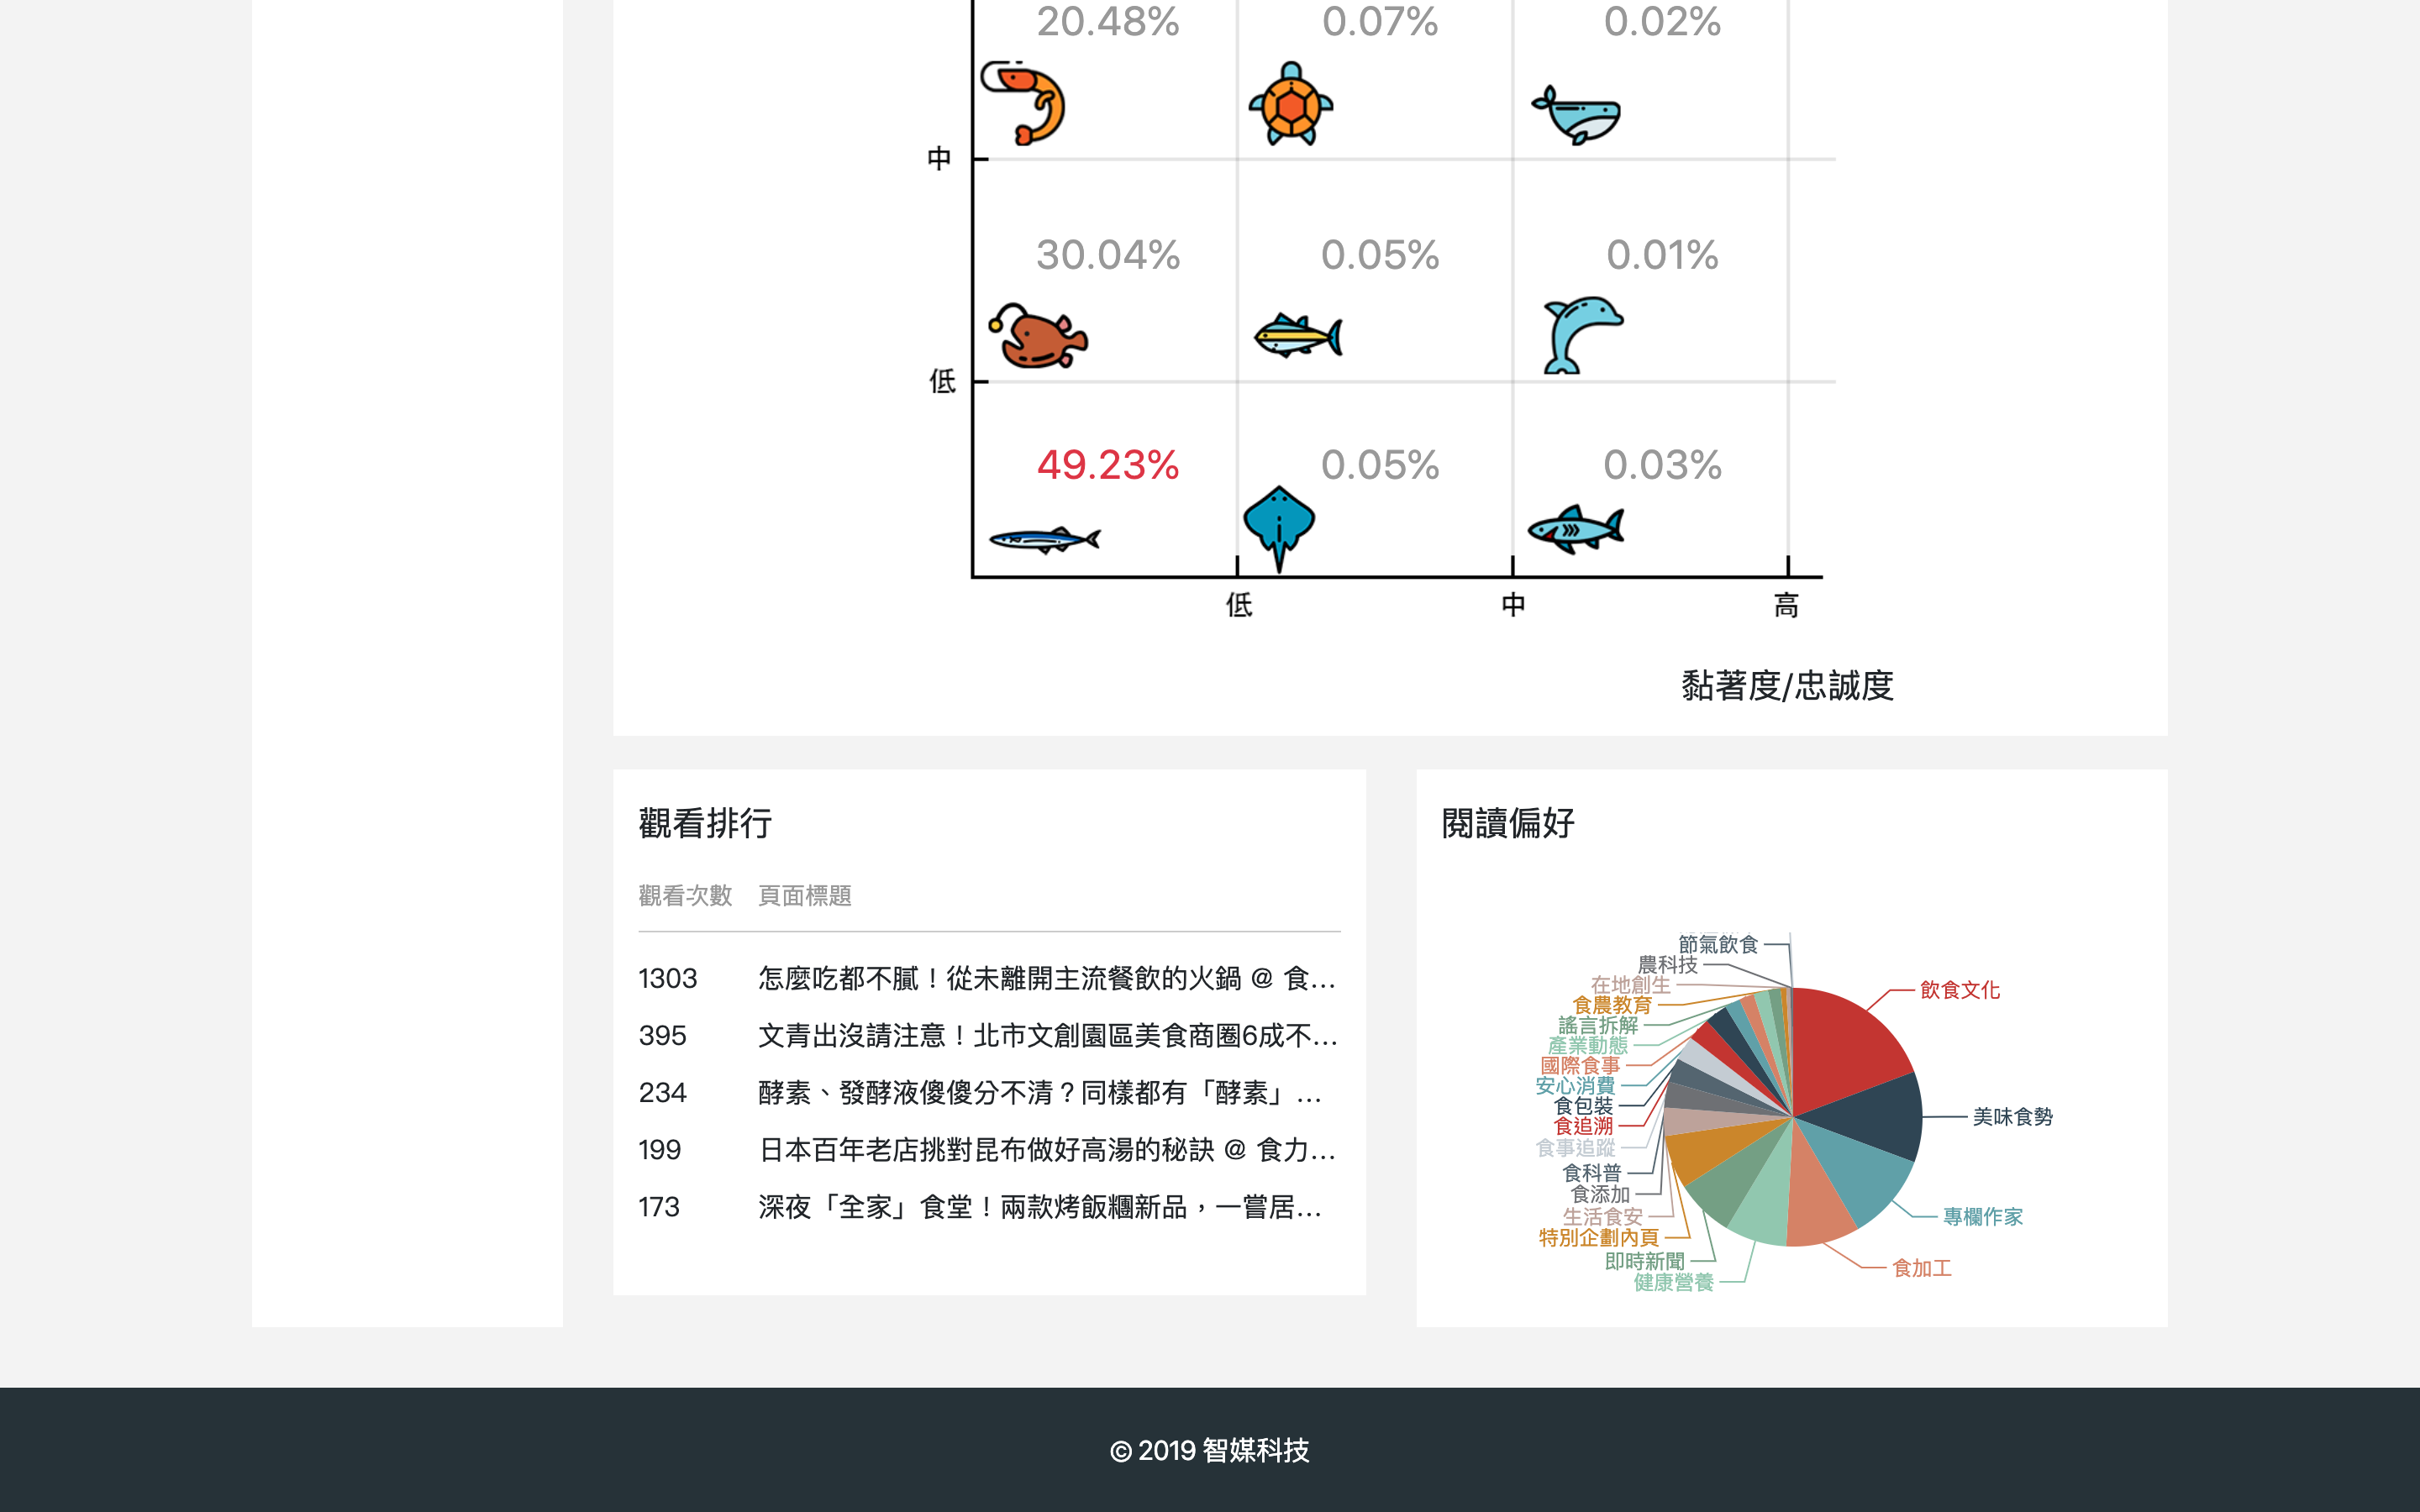 20.48% 0.07% 0.02%
中
30.04% 0.05% 0.01%
低
49.23% 0.05% 0.03%
低 中 高
黏著度/忠誠度
觀看排行
觀看次數 頁面標題
1303 怎麼吃都不膩！從未離開主流餐飲的火鍋 @ 食...
395 文青出沒請注意！北市文創園區美食商圈6成不...
234 酵素、發酵液傻傻分不清？同樣都有「酵素」...
199 日本百年老店挑對昆布做好高湯的秘訣 @ 食力...
173 深夜「全家」食堂！兩款烤飯糰新品，一嘗居...
閱讀偏好
節氣飲食
農科技
在地創生
食農教育
謠言拆解
產業動態
國際食事
安心消費
食包裝
食追溯
食事追蹤
食科普
食添加
生活食安
特別企劃內頁
即時新聞
健康營養
飲食文化
美味食勢
專欄作家
食加工
© 2019 智媒科技